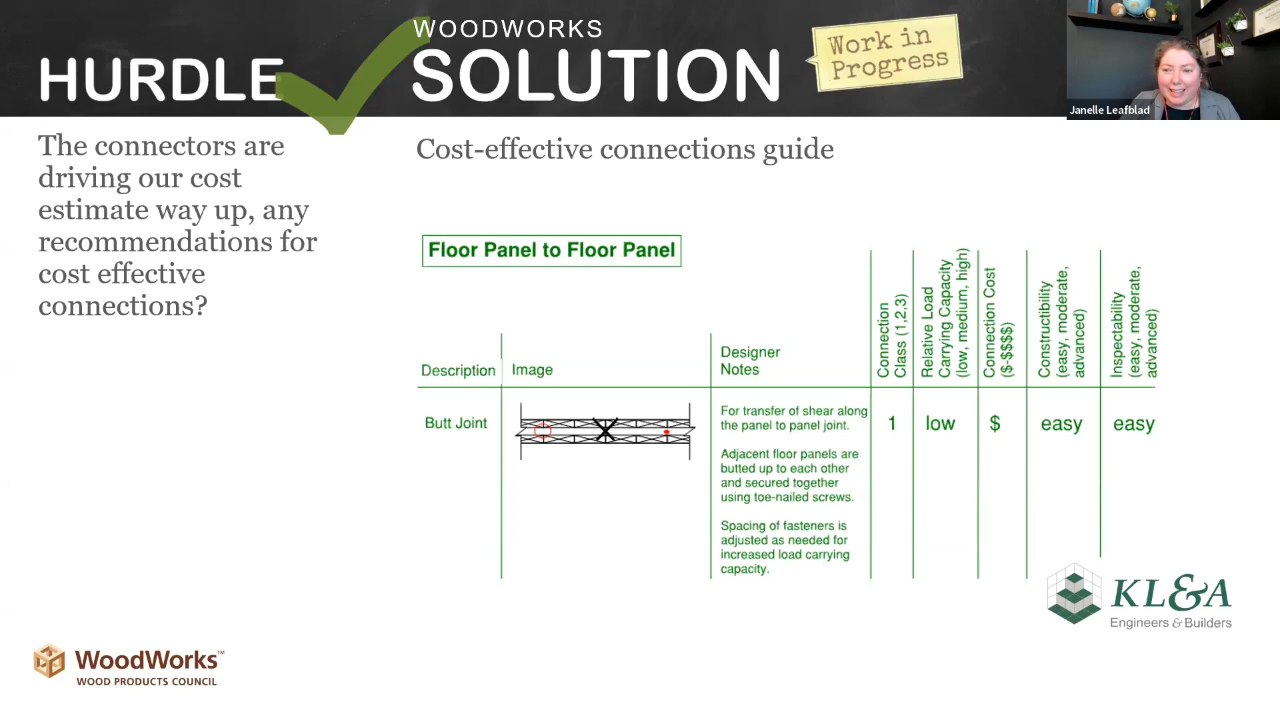 WOODWORKS
HURDLE SOLUTION
Work in
Progress
Janelle Leafblad
The connectors are
driving our cost
estimate way up, any
recommendations for
cost effective
connections?
Cost-effective connections guide
Floor Panel to Floor Panel
Description
Image
Designer
Notes
Connection
Class (1,2,3)
Relative Load
Carrying Capacity
(low, medium, high)
Connection Cost
($-$$$$)
Constructibility
(easy, moderate,
advanced)
Inspectability
(easy, moderate,
advanced)
Butt Joint
For transfer of shear along
the panel to panel joint.
Adjacent floor panels are
butted up to each other
and secured together
using toe-nailed screws.
Spacing of fasteners is
adjusted as needed for
increased load carrying
capacity.
1
low
$
easy
easy
KL&A
Engineers & Builders
WoodWorks™
WOOD PRODUCTS COUNCIL